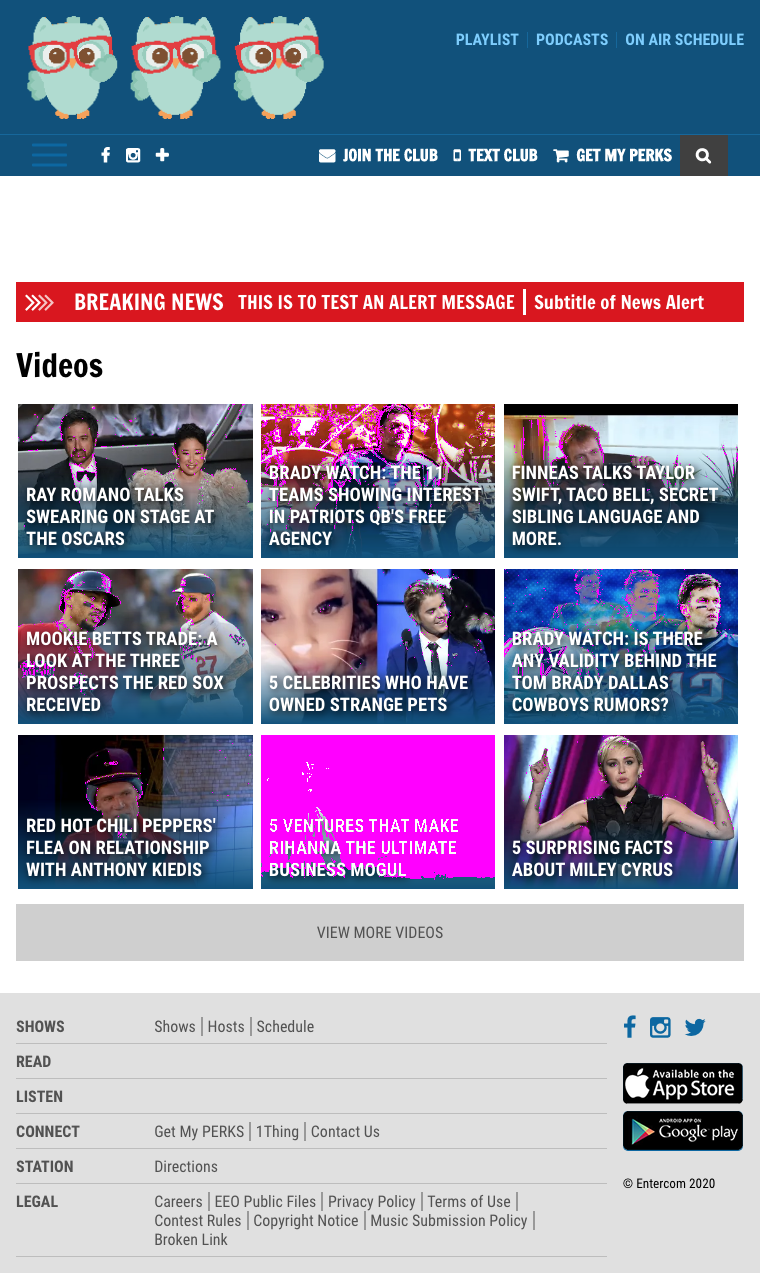 PLAYLIST PODCASTS ON AIR SCHEDULE
JOIN THE CLUB TEXT CLUB GET MY PERKS
BREAKING NEWS THIS IS TO TEST AN ALERT MESSAGE Subtitle of News Alert
Videos
RAY ROMANO TALKS
SWEARING ON STAGE AT
THE OSCARS
BRADY WATCH: THE 11
TEAMS SHOWING INTEREST
IN PATRIOTS QB'S FREE
AGENCY
FINNEAS TALKS TAYLOR
SWIFT, TACO BELL, SECRET
SIBLING LANGUAGE AND
MORE.
MOOKIE BETTS TRADE: A
LOOK AT THE THREE
PROSPECTS THE RED SOX
RECEIVED
27
5 CELEBRITIES WHO HAVE
OWNED STRANGE PETS
BRADY WATCH: IS THERE
ANY VALIDITY BEHIND THE
TOM BRADY DALLAS
COWBOYS RUMORS?
12
RED HOT CHILI PEPPERS'
FLEA ON RELATIONSHIP
WITH ANTHONY KIEDIS
5 VENTURES THAT MAKE
RIHANNA THE ULTIMATE
BUSINESS MOGUL
5 SURPRISING FACTS
ABOUT MILEY CYRUS
VIEW MORE VIDEOS
SHOWS Shows Hosts Schedule
READ
LISTEN
CONNECT Get My PERKS 1Thing Contact Us
STATION Directions
LEGAL Careers EEO Public Files Privacy Policy Terms of Use
Contest Rules Copyright Notice Music Submission Policy
Broken Link
Available on the
App Store
ANDROID APP ON
Google play
© Entercom 2020